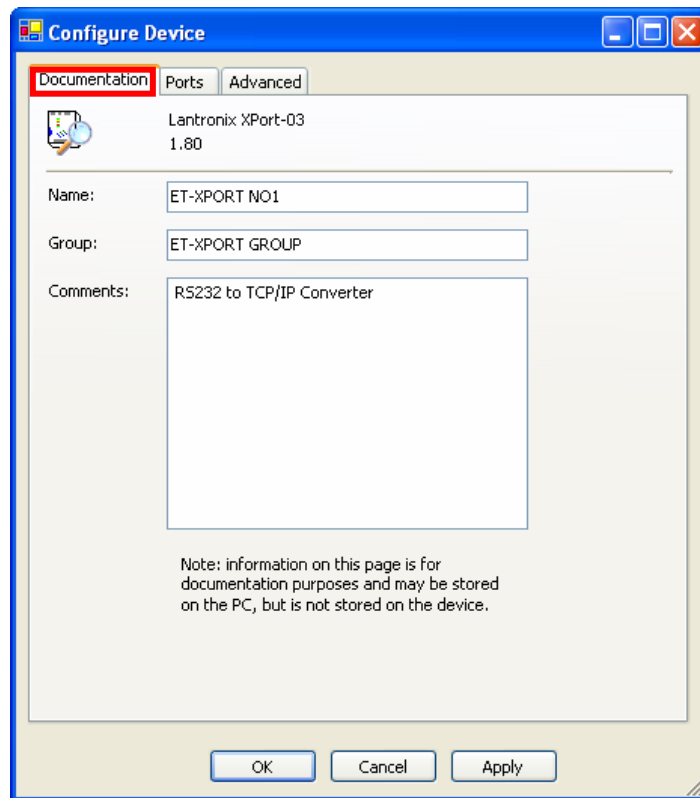 Configure Device
Documentation Ports Advanced
Lantronix XPort-03
1.80
Name: ET-XPORT NO1
Group: ET-XPORT GROUP
Comments: RS232 to TCP/IP Converter
Note: information on this page is for
documentation purposes and may be stored
on the PC, but is not stored on the device.
OK Cancel Apply